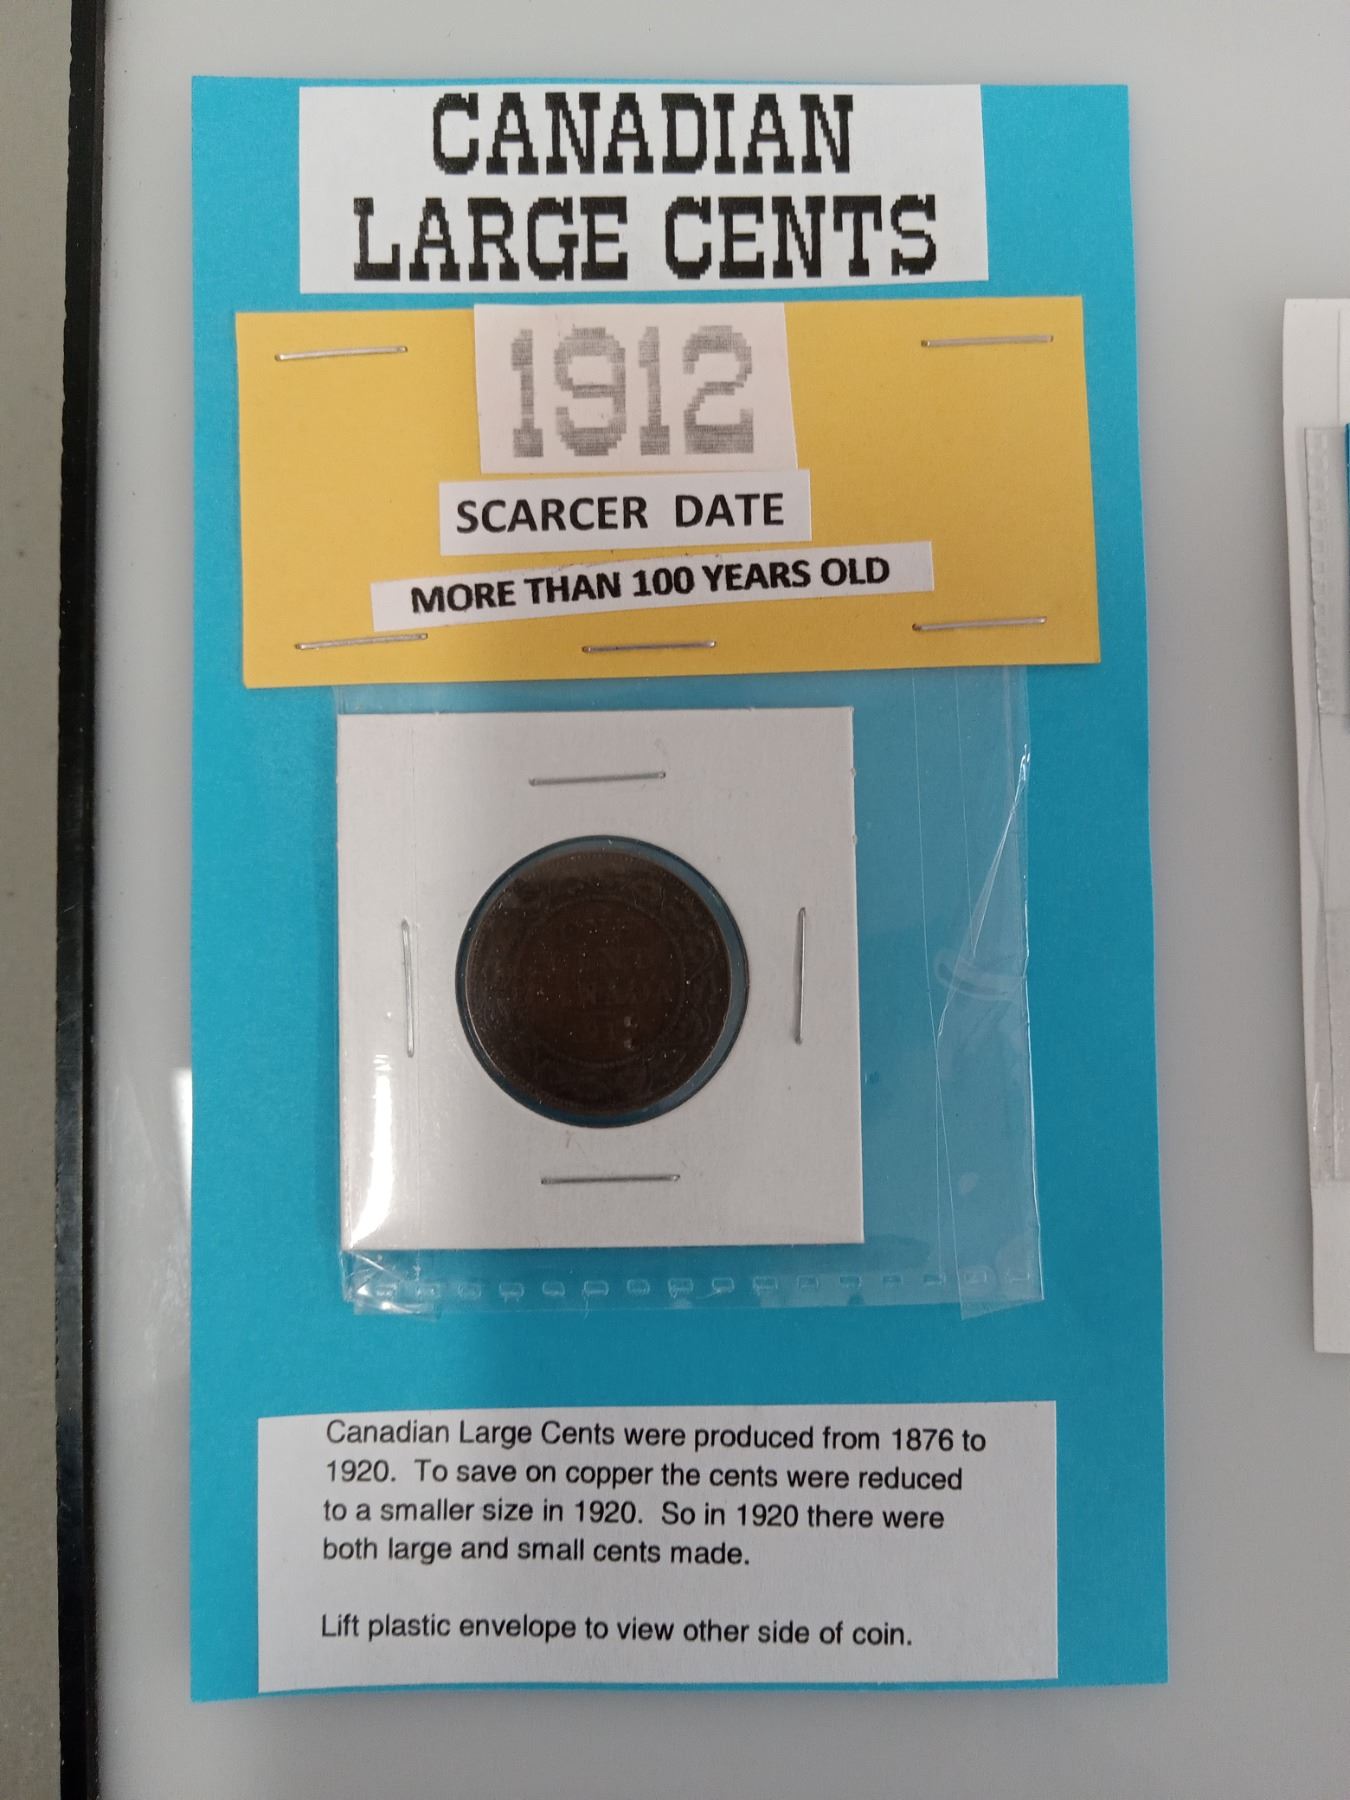 CANADIAN
LARGE CENTS
1912
SCARCER DATE
MORE THAN 100 YEARS OLD
CENT
CANADA
Canadian Large Cents were produced from 1876 to
1920. To save on copper the cents were reduced
to a smaller size in 1920. So in 1920 there were
both large and small cents made.
Lift plastic envelope to view other side of coin.